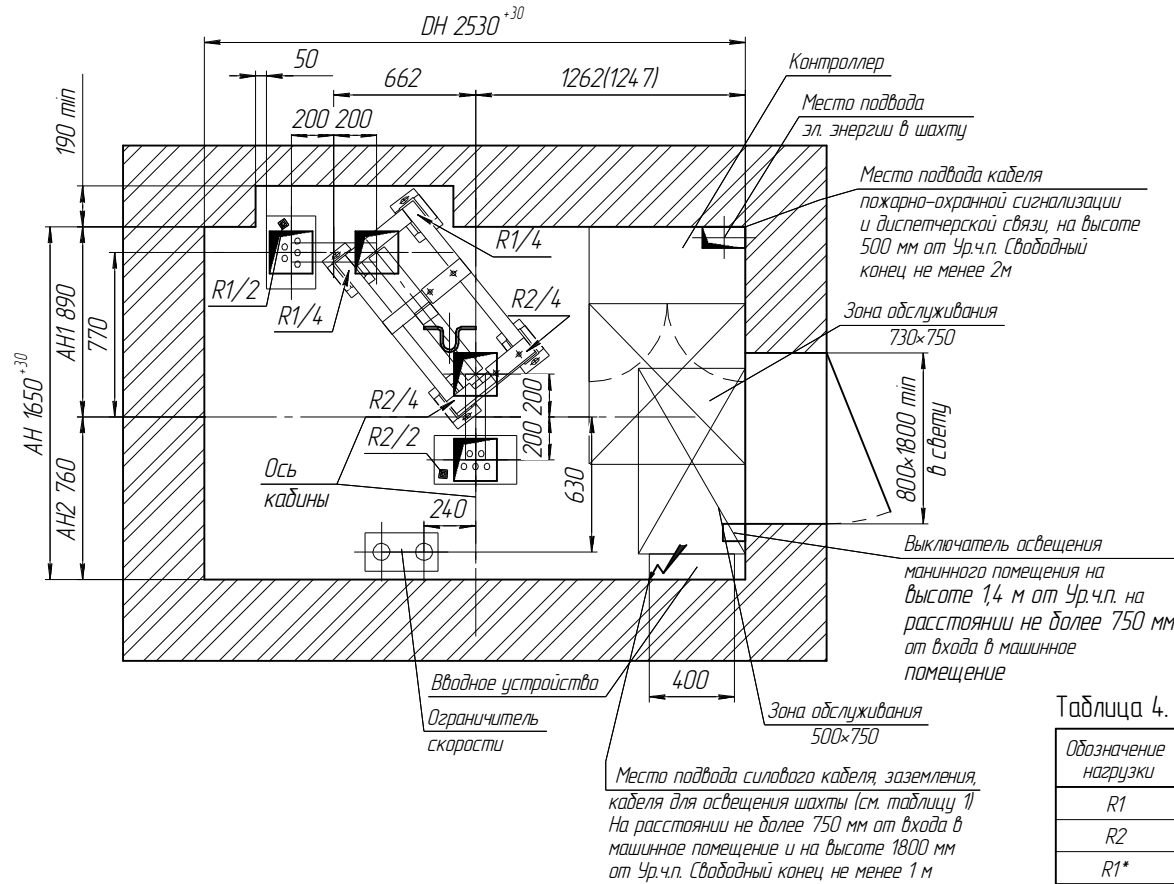 DH 2530 +30
50
662
1262(1247)
200 200
190 min
Контроллер
Место подвода
эл. энергии в шахту
Место подвода кабеля
пожарно-охранной сигнализации
и диспетчерской связи, на высоте
500 мм от Ур.ч.п. Свободный
конец не менее 2м
Зона обслуживания
730×750
R1/4
R1/2
R1/4
R2/4
AH 1650 +30
AH1 890
770
AH2 760
R2/4
R2/2
200 200
630
800×1800 min
в свету
Ось
кабины
240
Выключатель освещения
манинного помещения на
высоте 1,4 м от Ур.ч.п. на
расстоянии не более 750 мм
от входа в машинное
помещение
Вводное устройство
Ограничитель
скорости
400
Зона обслуживания
500×750
Место подвода силового кабеля, заземления,
кабеля для освещения шахты (см. таблицу 1)
На расстоянии не более 750 мм от входа в
машинное помещение и на высоте 1800 мм
от Ур.ч.п. Свободный конец не менее 1 м
Таблица 4.
Обозначение
нагрузки
R1
R2
R1*